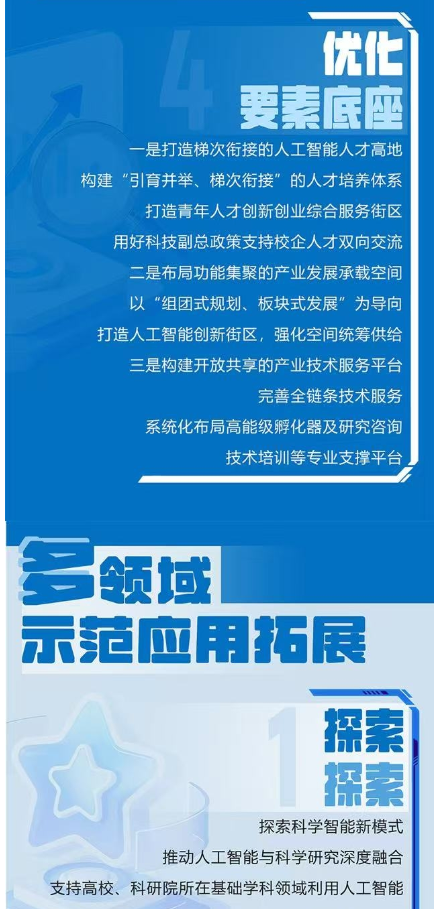 4
优化
要素底座
一是打造梯次衔接的人工智能人才高地
构建“引育并举、梯次衔接”的人才培养体系
打造青年人才创新创业综合服务街区
用好科技副总政策支持校企人才双向交流
二是布局功能集聚的产业发展承载空间
以“组团式规划、板块式发展”为导向
打造人工智能创新街区，强化空间统筹供给
三是构建开放共享的产业技术服务平台
完善全链条技术服务
系统化布局高能级孵化器及研究咨询
技术培训等专业支撑平台
多领域
示范应用拓展
1
探索
探索
探索科学智能新模式
推动人工智能与科学研究深度融合
支持高校、科研院所在基础学科领域利用人工智能